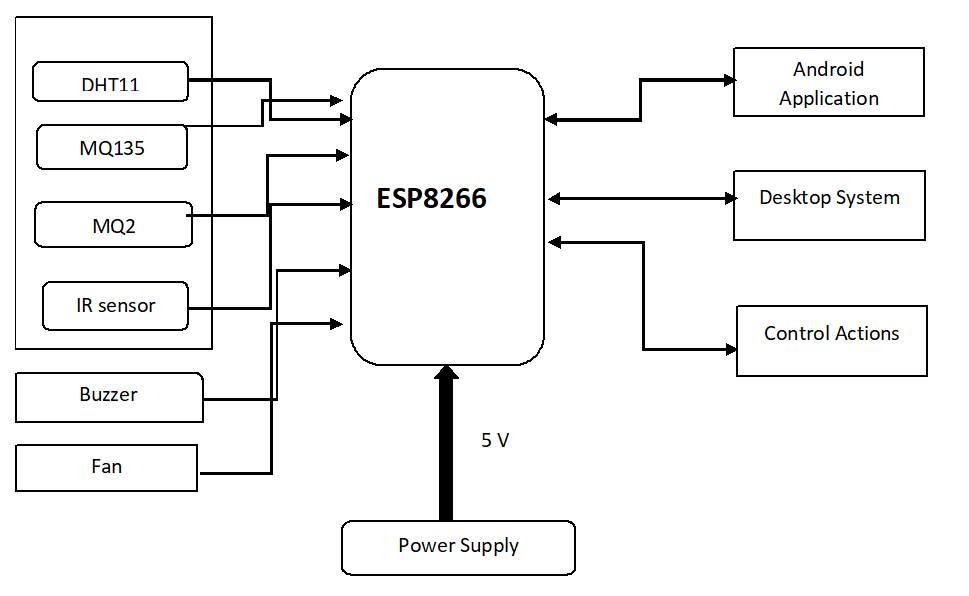 DHT11
MQ135
MQ2
IR sensor
Buzzer
Fan
ESP8266
5 V
Power Supply
Android
Application
Desktop System
Control Actions